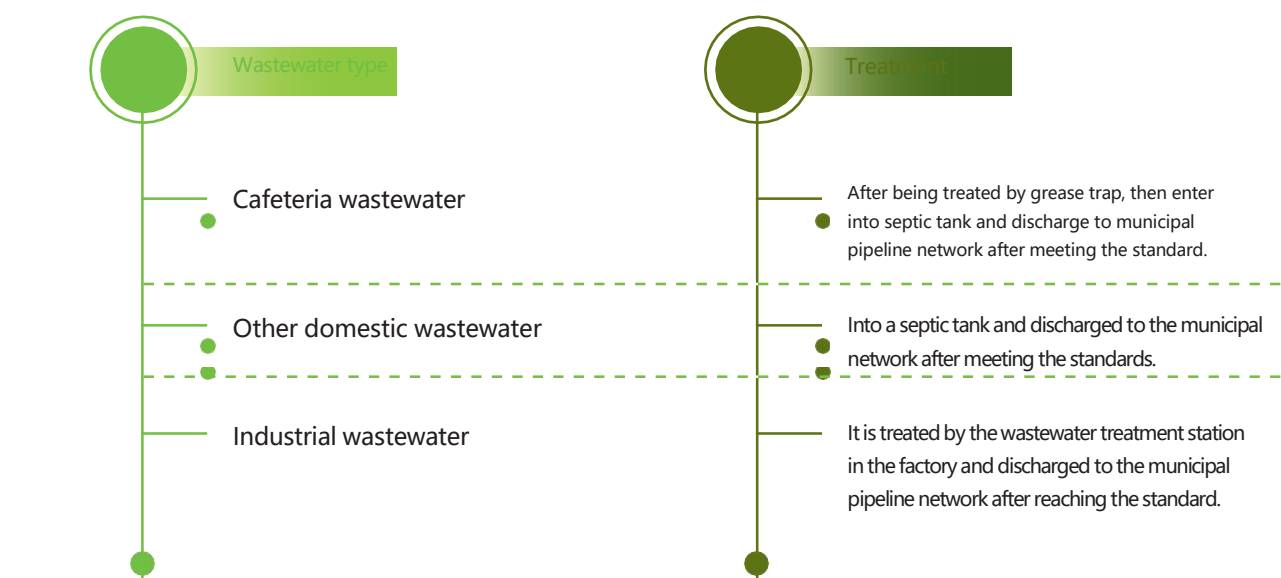 Wastewater type
Treatment
Cafeteria wastewater
After being treated by grease trap, then enter
into septic tank and discharge to municipal
pipeline network after meeting the standard.
Other domestic wastewater
Into a septic tank and discharged to the municipal
network after meeting the standards.
Industrial wastewater
It is treated by the wastewater treatment station
in the factory and discharged to the municipal
pipeline network after reaching the standard.